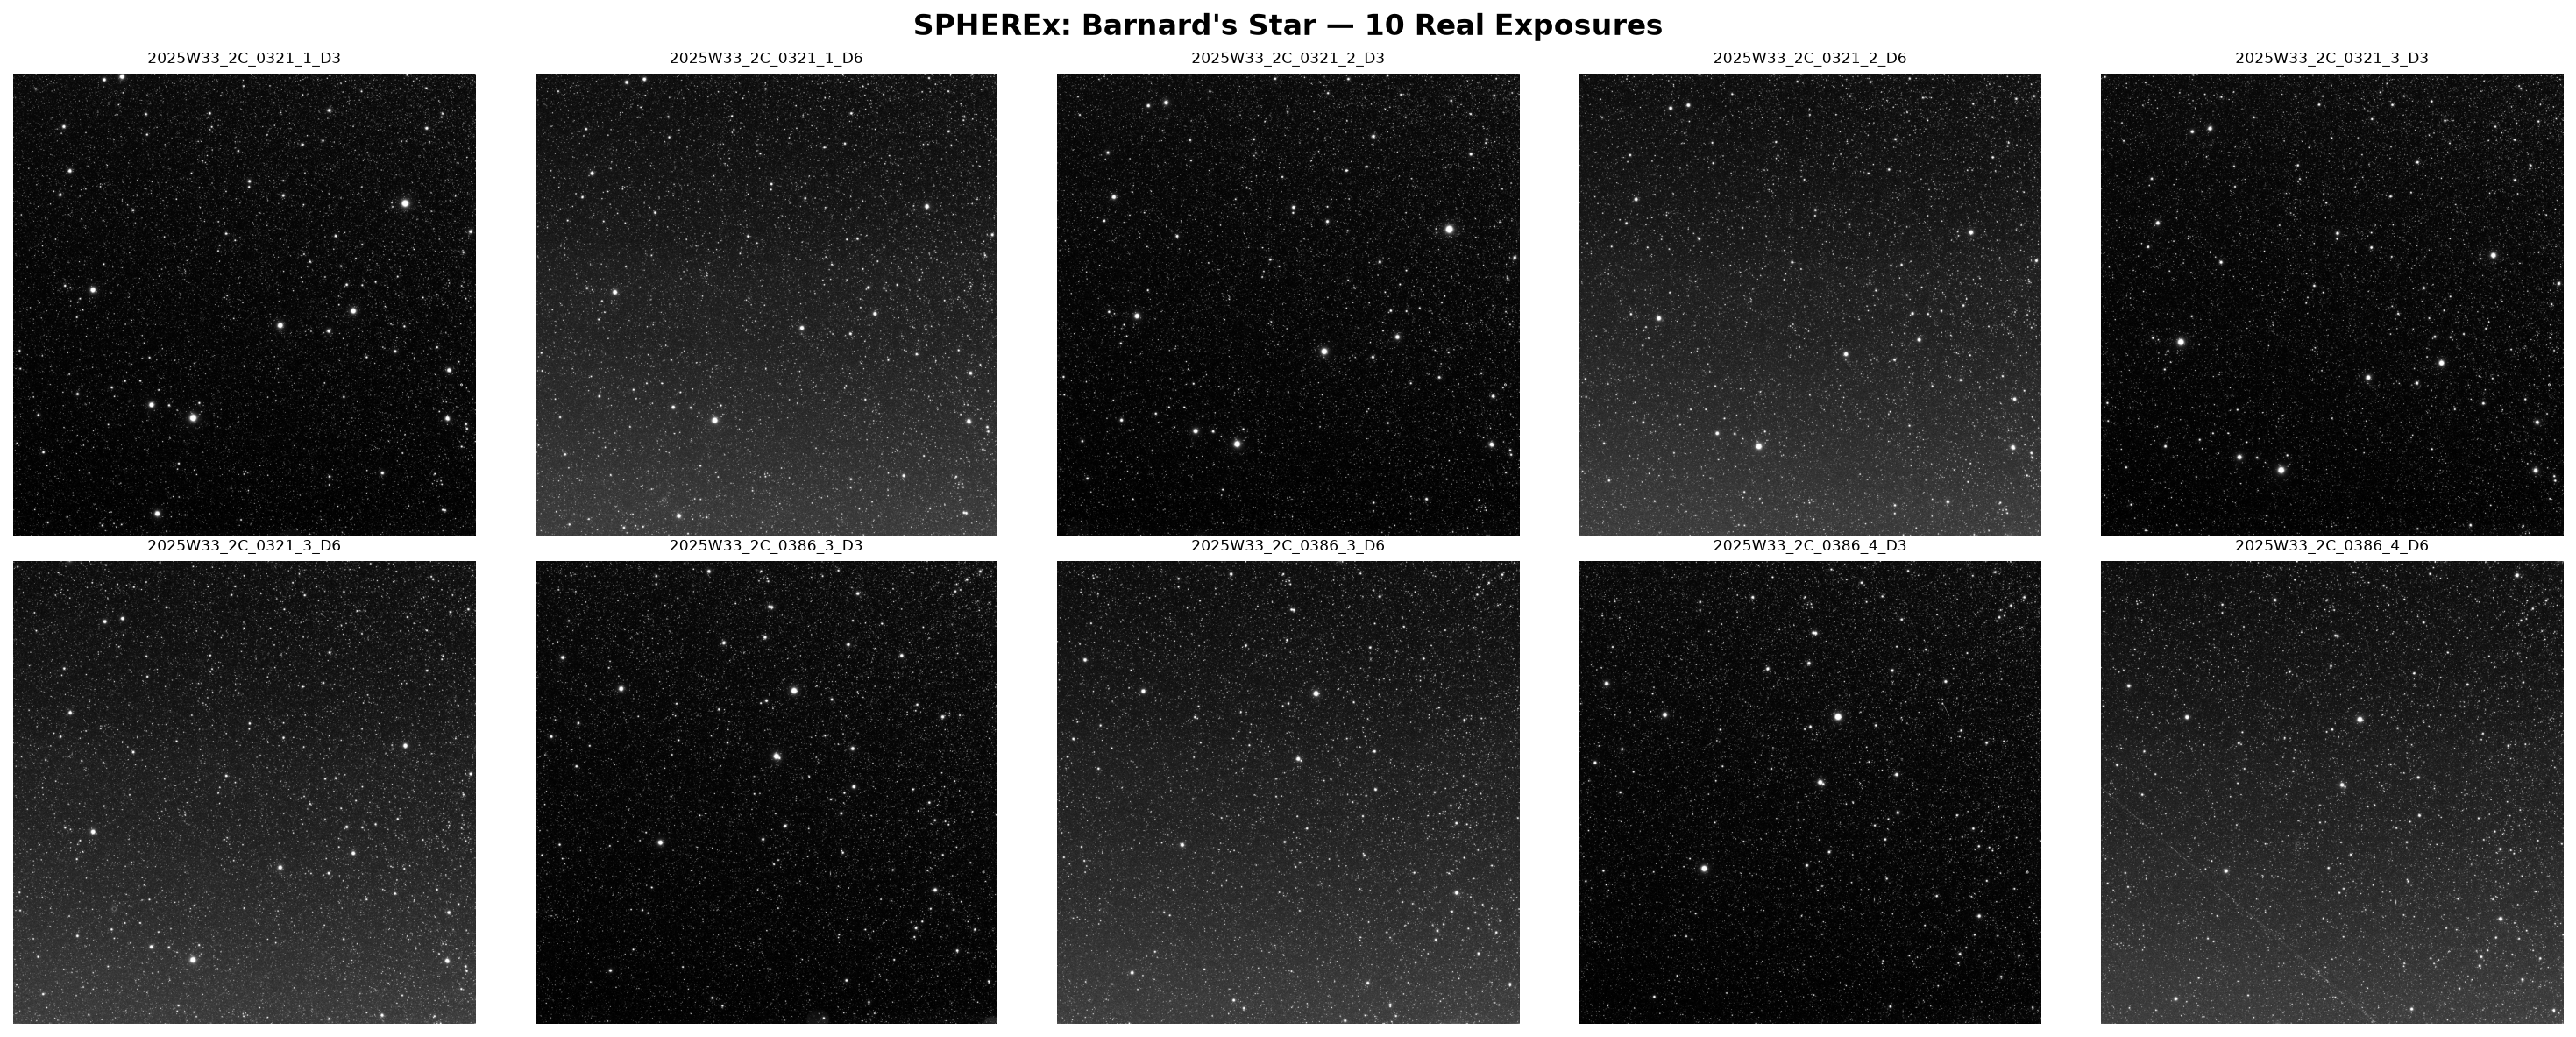 SPHEREx: Barnard's Star — 10 Real Exposures
2025W33_2C_0321_1_D3
2025W33_2C_0321_1_D6
2025W33_2C_0321_2_D3
2025W33_2C_0321_2_D6
2025W33_2C_0321_3_D3
2025W33_2C_0321_3_D6
2025W33_2C_0386_3_D3
2025W33_2C_0386_3_D6
2025W33_2C_0386_4_D3
2025W33_2C_0386_4_D6